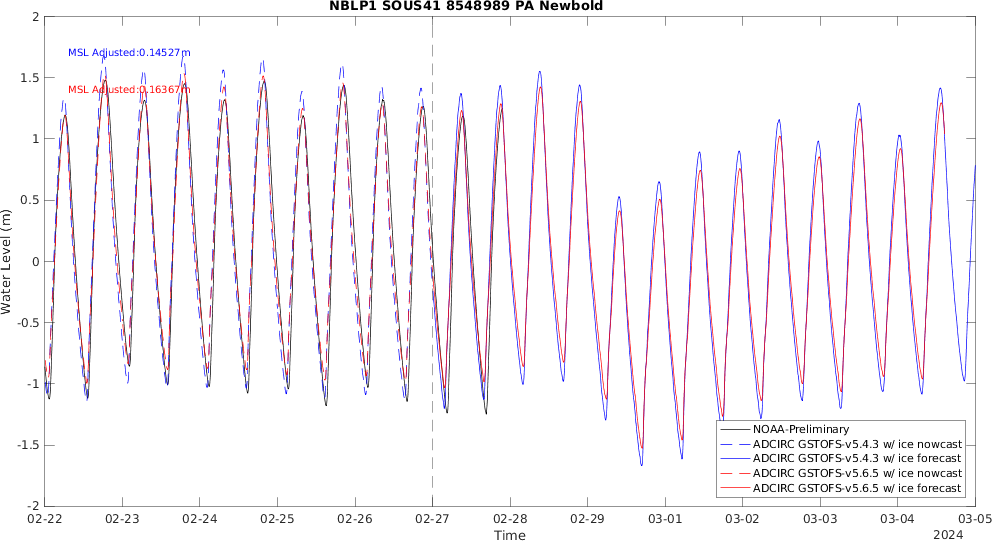 NBLP1 SOUS41 8548989 PA Newbold
2
1.5
1
0.5
0
-0.5
-1
-1.5
-2
Water Level (m)
MSL Adjusted:0.14527m
MSL Adjusted:0.16367m
NOAA-Preliminary
ADCIRC GSTOFS-v5.4.3 w/ ice nowcast
ADCIRC GSTOFS-v5.4.3 w/ ice forecast
ADCIRC GSTOFS-v5.6.5 w/ ice nowcast
ADCIRC GSTOFS-v5.6.5 w/ ice forecast
02-22 02-23 02-24 02-25 02-26 02-27 02-28 02-29 03-01 03-02 03-03 03-04 03-05
Time
2024